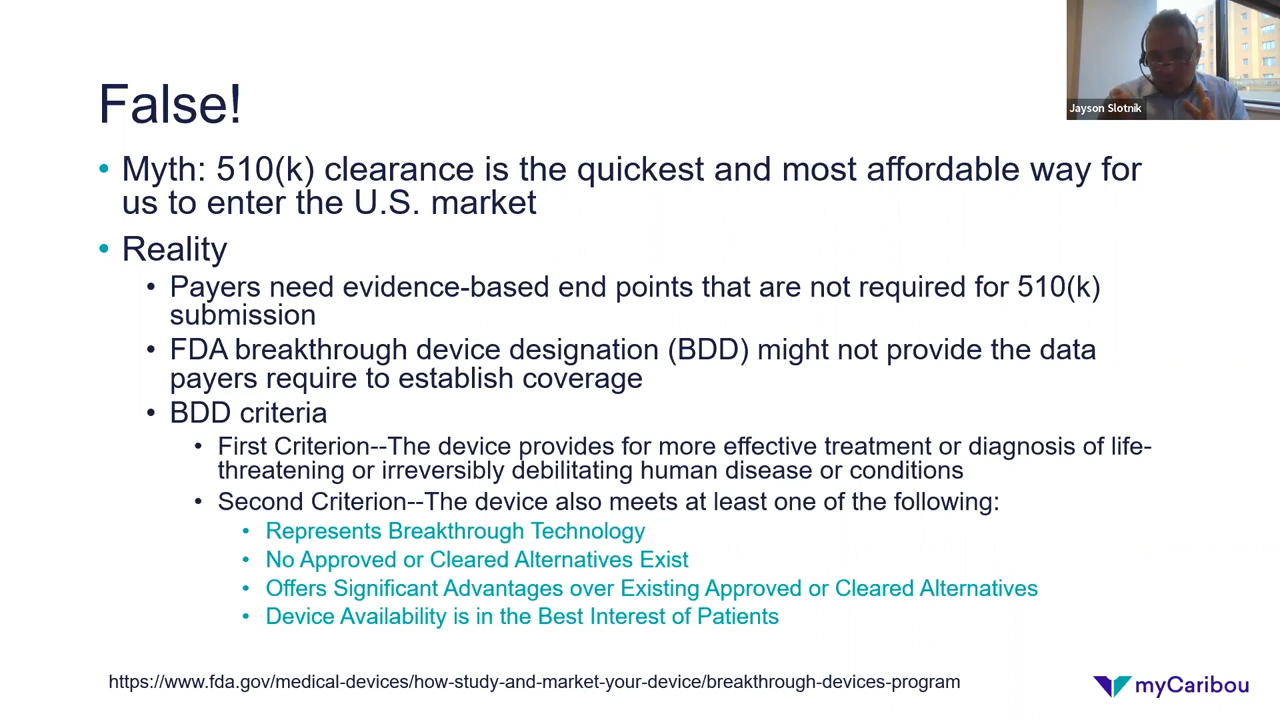 Jayson Slotnik
False!
• Myth: 510(k) clearance is the quickest and most affordable way for
us to enter the U.S. market
• Reality
• Payers need evidence-based end points that are not required for 510(k)
submission
• FDA breakthrough device designation (BDD) might not provide the data
payers require to establish coverage
• BDD criteria
• First Criterion--The device provides for more effective treatment or diagnosis of life-
threatening or irreversibly debilitating human disease or conditions
• Second Criterion--The device also meets at least one of the following:
• Represents Breakthrough Technology
• No Approved or Cleared Alternatives Exist
• Offers Significant Advantages over Existing Approved or Cleared Alternatives
• Device Availability is in the Best Interest of Patients
https://www.fda.gov/medical-devices/how-study-and-market-your-device/breakthrough-devices-program
myCaribou